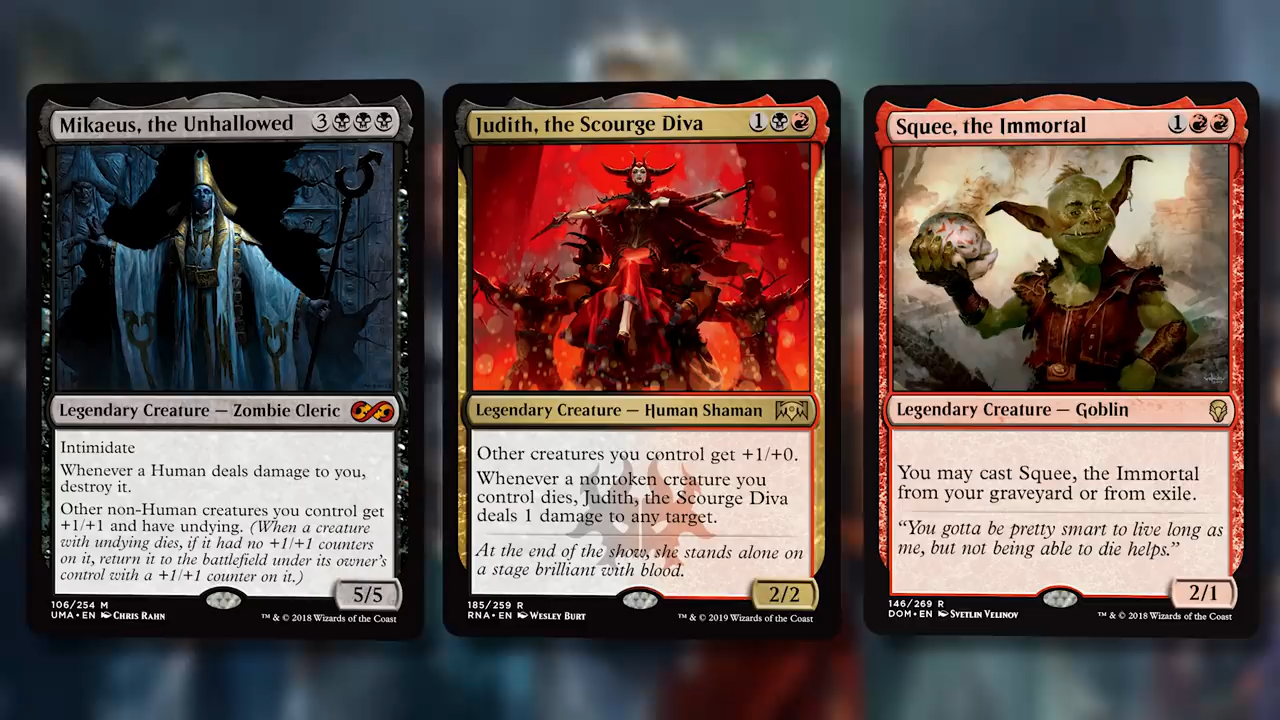 Mikaeus, the Unhallowed 3
Legendary Creature — Zombie Cleric
Intimidate
Whenever a Human deals damage to you,
destroy it.
Other non-Human creatures you control get
+1/+1 and have undying. (When a creature
with undying dies, if it had no +1/+1 counters
on it, return it to the battlefield under its owner's
control with a +1/+1 counter on it.)
5/5
106/254 M
UMA • EN Chris Rahn
™ & © 2018 Wizards of the Coast
Judith, the Scourge Diva 1
Legendary Creature — Human Shaman
Other creatures you control get +1/+0.
Whenever a nontoken creature you
control dies, Judith, the Scourge Diva
deals 1 damage to any target.
At the end of the show, she stands alone on
a stage brilliant with blood.
2/2
185/259 R
RNA • EN Wesley Burt
™ & © 2019 Wizards of the Coast
Squee, the Immortal 1
Legendary Creature — Goblin
You may cast Squee, the Immortal
from your graveyard or from exile.
“You gotta be pretty smart to live long as
me, but not being able to die helps.”
2/1
146/269 R
DOM • EN Svetlin Velinov
™ & © 2018 Wizards of the Coast